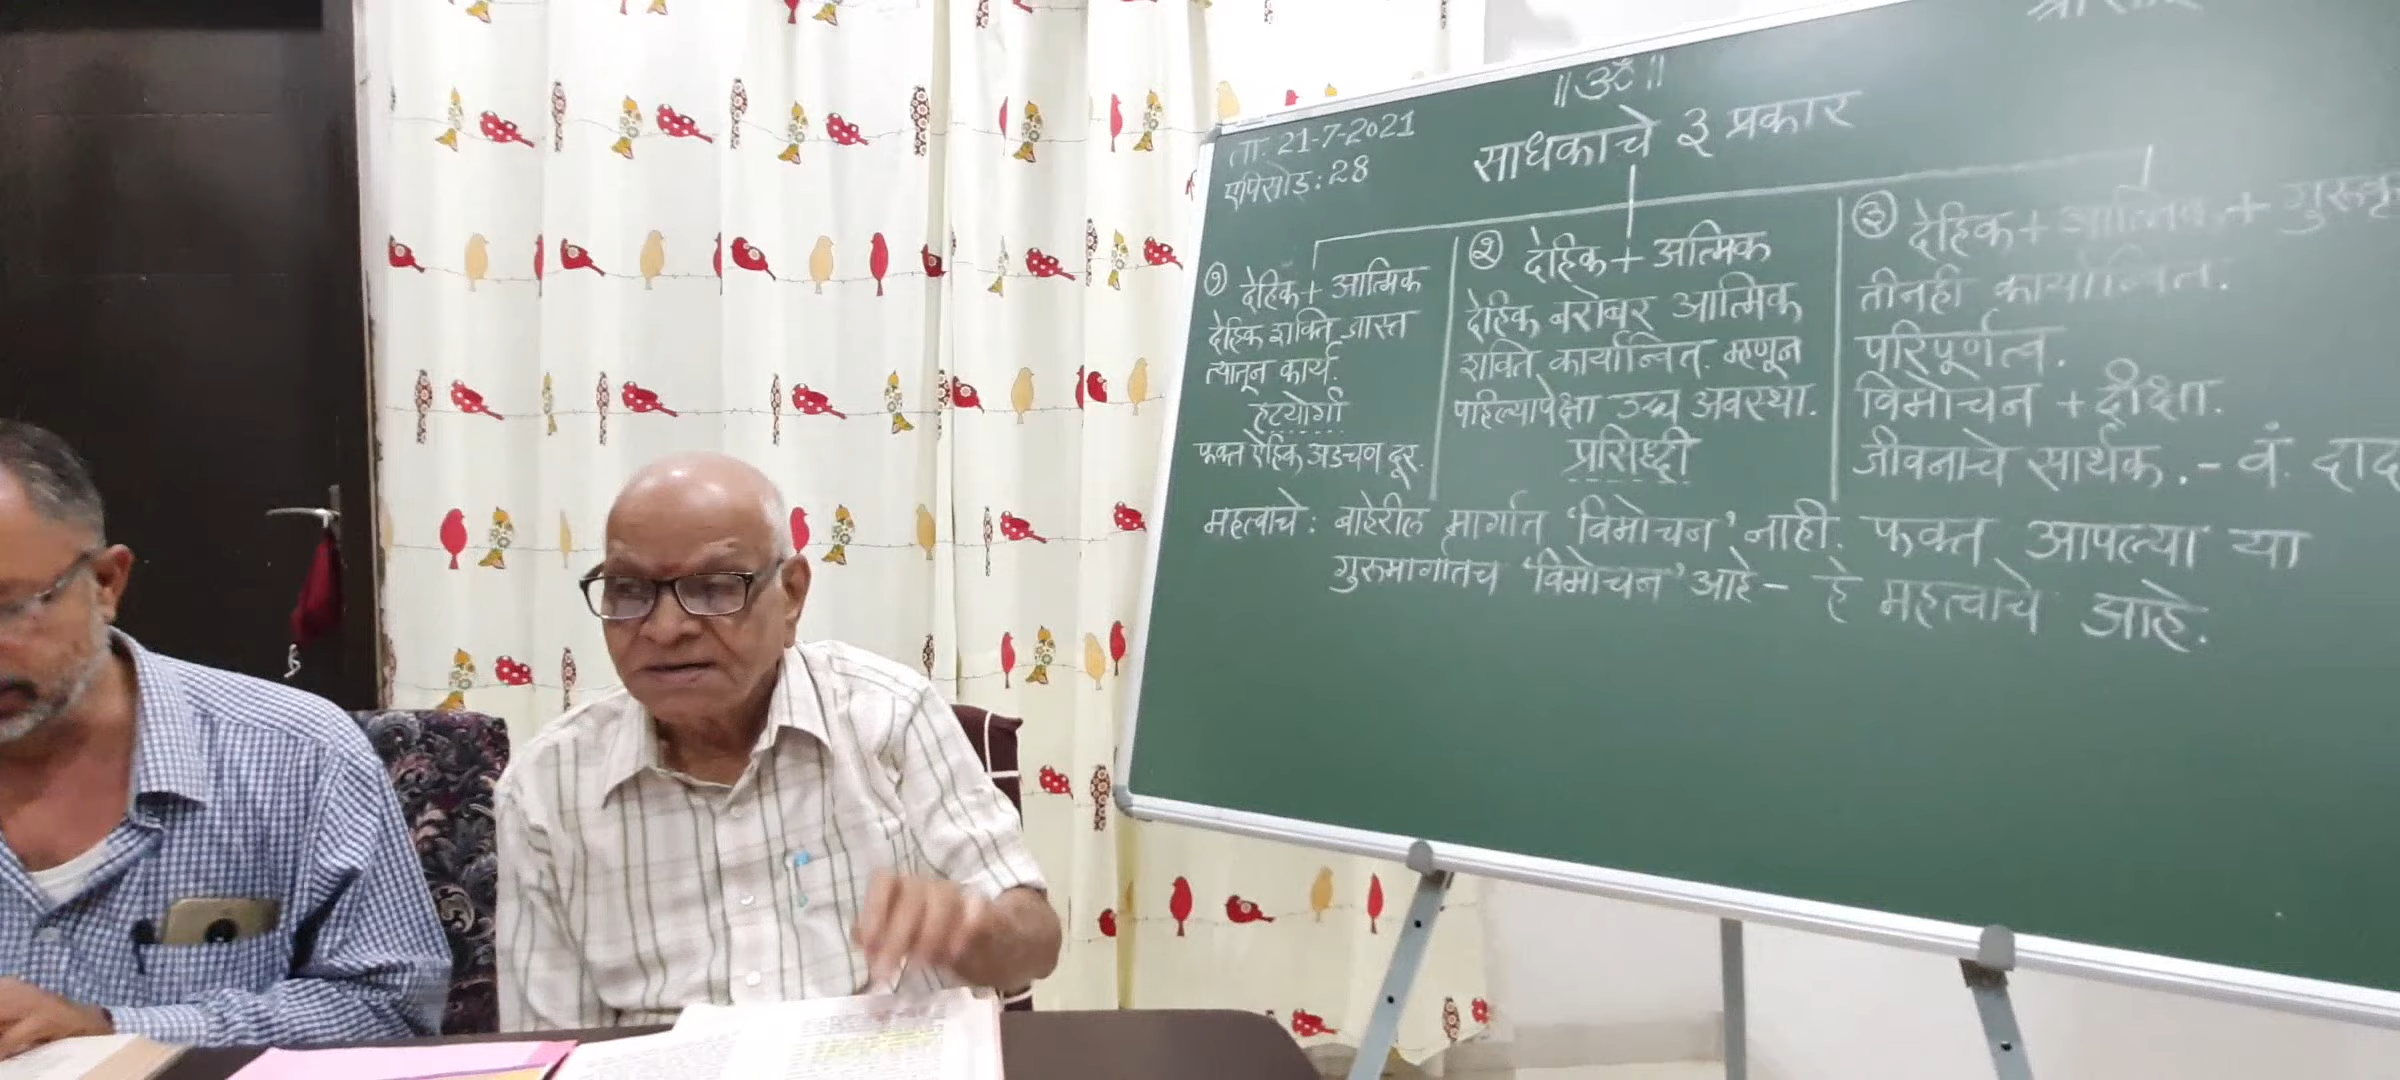 ॥ॐ॥
ता. 21-7-2021
एपिसोड: 28
साधकाचे ३ प्रकार
① देहिक + आत्मिक
देहिक शक्ति जास्त
त्यातून कार्य.
हटयोगी
फक्त ऐहिक अडचण दूर.
② देहिक + अत्मिक
देहिक बरोबर आत्मिक
शक्ति कार्यान्वित. म्हणून
पहिल्यापेक्षा उच्च अवस्था.
प्रसिध्दी
③ देहिक + आत्मिक +
तीनही कार्यान्वित.
परिपूर्णत्व.
विमोचन + दीक्षा.
जीवनाचे सार्थक. - वं.
महत्वाचे: बाहेरील मार्गात ‘विमोचन’ नाही. फक्त आपल्या या
गुरुमार्गातच ‘विमोचन’ आहे - हे महत्वाचे आहे.